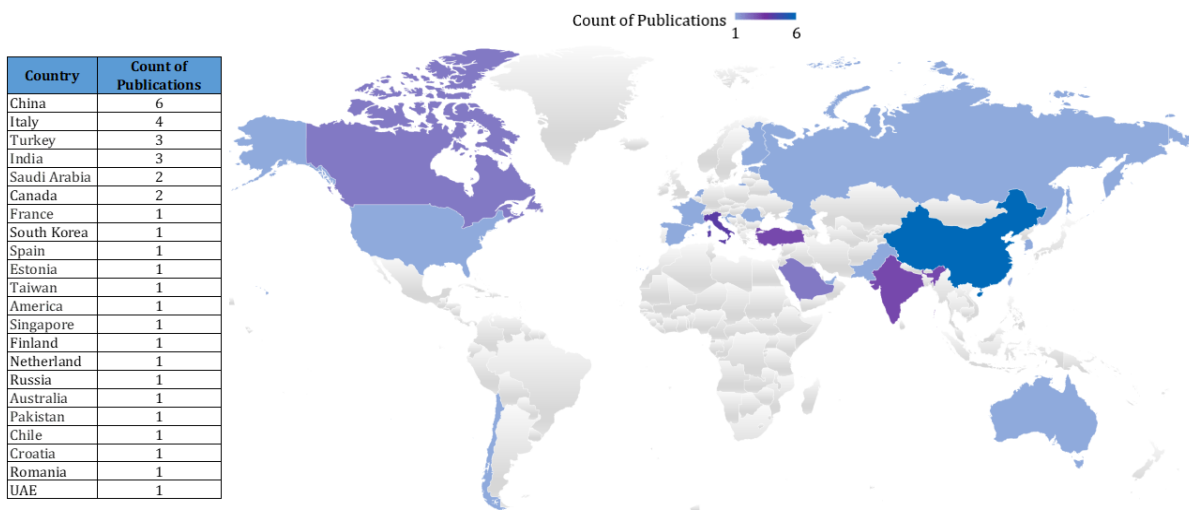 Count of Publications
1 6
Country Count of Publications
China 6
Italy 4
Turkey 3
India 3
Saudi Arabia 2
Canada 2
France 1
South Korea 1
Spain 1
Estonia 1
Taiwan 1
America 1
Singapore 1
Finland 1
Netherland 1
Russia 1
Australia 1
Pakistan 1
Chile 1
Croatia 1
Romania 1
UAE 1